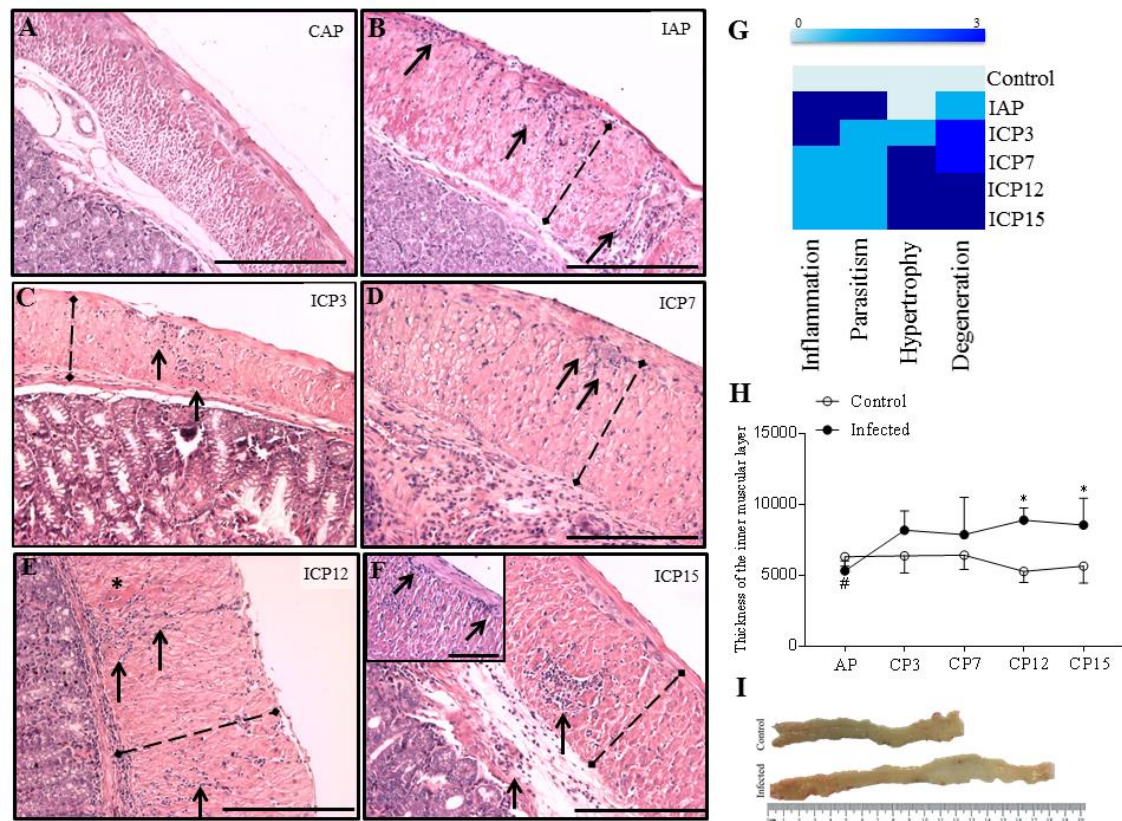 A
CAP
B
IAP
C
ICP3
D
ICP7
E
*
ICP12
F
ICP15
G
0
3
Control
IAP
ICP3
ICP7
ICP12
ICP15
Inflammation
Parasitism
Hypertrophy
Degeneration
H
Control
Infected
Thickness of the inner muscular layer
15000
10000
5000
0
* *
#
AP CP3 CP7 CP12 CP15
I
Control
Infected